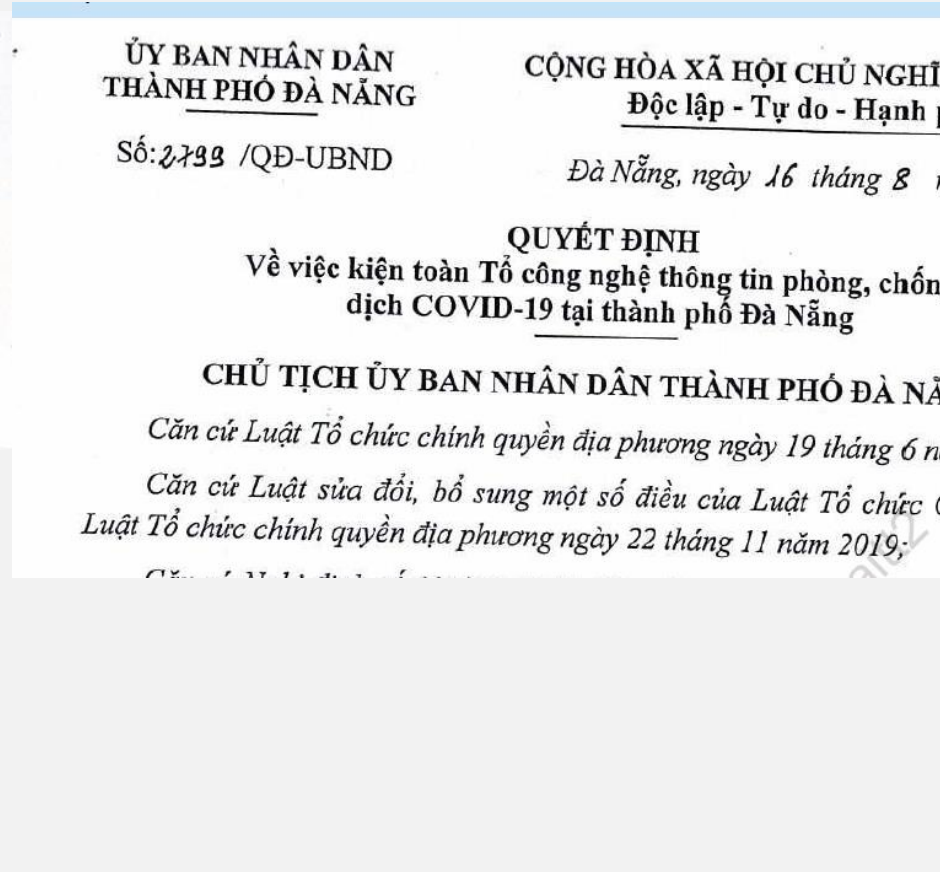 ỦY BAN NHÂN DÂN
THÀNH PHỐ ĐÀ NẴNG
CỘNG HÒA XÃ HỘI CHỦ NGHĨ
Độc lập - Tự do - Hạnh
Số: 2799 /QĐ-UBND
Đà Nẵng, ngày 16 tháng 8
QUYẾT ĐỊNH
Về việc kiện toàn Tổ công nghệ thông tin phòng, chốn
dịch COVID-19 tại thành phố Đà Nẵng
CHỦ TỊCH ỦY BAN NHÂN DÂN THÀNH PHỐ ĐÀ NẴ
Căn cứ Luật Tổ chức chính quyền địa phương ngày 19 tháng 6 n
Căn cứ Luật sửa đổi, bổ sung một số điều của Luật Tổ chức
Luật Tổ chức chính quyền địa phương ngày 22 tháng 11 năm 2019;